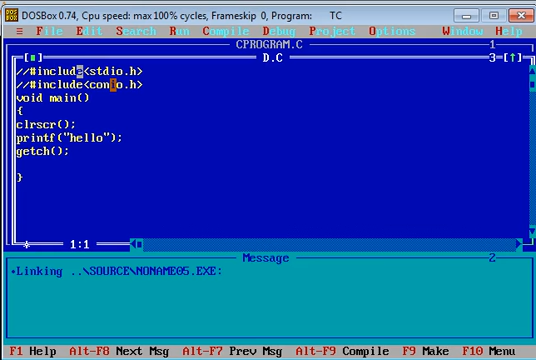 DOSBox 0.74, Cpu speed: max 100% cycles, Frameskip 0, Program: TC
≡ File Edit Search Run Compile Debug Project Options Window Help
CPROGRAM.C 1
[■] D.C 3=[↑]
//#include<stdio.h>
//#include<conio.h>
void main()
{
clrscr();
printf("hello");
getch();
}
* 1:1
Message 2
•Linking ..\SOURCE\NONAME05.EXE:
F1 Help Alt-F8 Next Msg Alt-F7 Prev Msg Alt-F9 Compile F9 Make F10 Menu